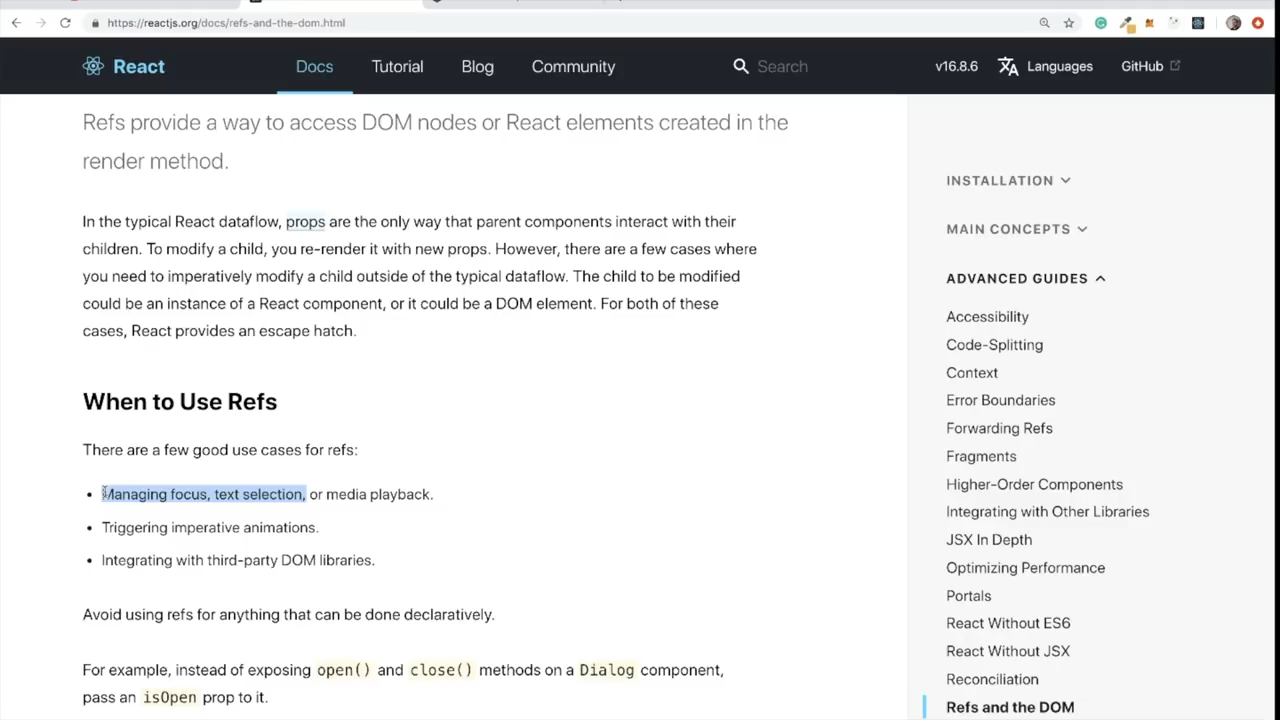 https://reactjs.org/docs/refs-and-the-dom.html
React Docs Tutorial Blog Community Search v16.8.6 Languages GitHub
Refs provide a way to access DOM nodes or React elements created in the
render method.
In the typical React dataflow, props are the only way that parent components interact with their
children. To modify a child, you re-render it with new props. However, there are a few cases where
you need to imperatively modify a child outside of the typical dataflow. The child to be modified
could be an instance of a React component, or it could be a DOM element. For both of these
cases, React provides an escape hatch.
When to Use Refs
There are a few good use cases for refs:
• Managing focus, text selection, or media playback.
• Triggering imperative animations.
• Integrating with third-party DOM libraries.
Avoid using refs for anything that can be done declaratively.
For example, instead of exposing open() and close() methods on a Dialog component,
pass an isOpen prop to it.
INSTALLATION
MAIN CONCEPTS
ADVANCED GUIDES
Accessibility
Code-Splitting
Context
Error Boundaries
Forwarding Refs
Fragments
Higher-Order Components
Integrating with Other Libraries
JSX In Depth
Optimizing Performance
Portals
React Without ES6
React Without JSX
Reconciliation
Refs and the DOM